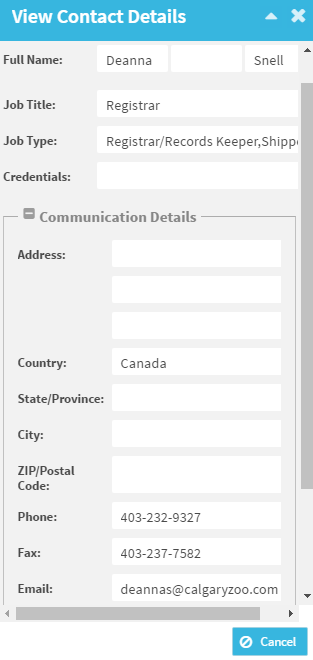 View Contact Details
Full Name: Deanna Snell
Job Title: Registrar
Job Type: Registrar/Records Keeper,Shippe
Credentials:
Communication Details
Address:
Country: Canada
State/Province:
City:
ZIP/Postal
Code:
Phone: 403-232-9327
Fax: 403-237-7582
Email: deannas@calgaryzoo.com
Cancel